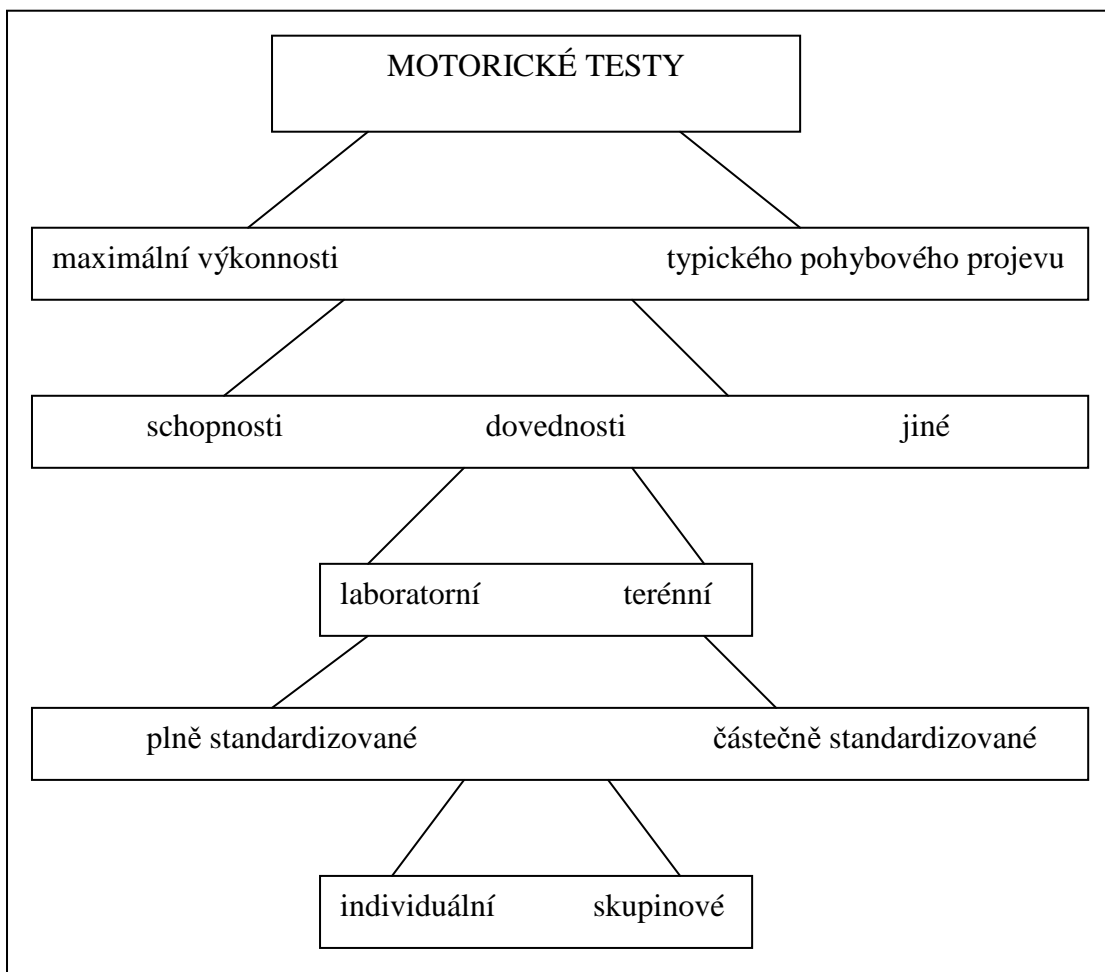 MOTORICKÉ TESTY
maximální výkonnosti typického pohybového projevu
schopnosti dovednosti jiné
laboratorní terénní
plně standardizované částečně standardizované
individuální skupinové